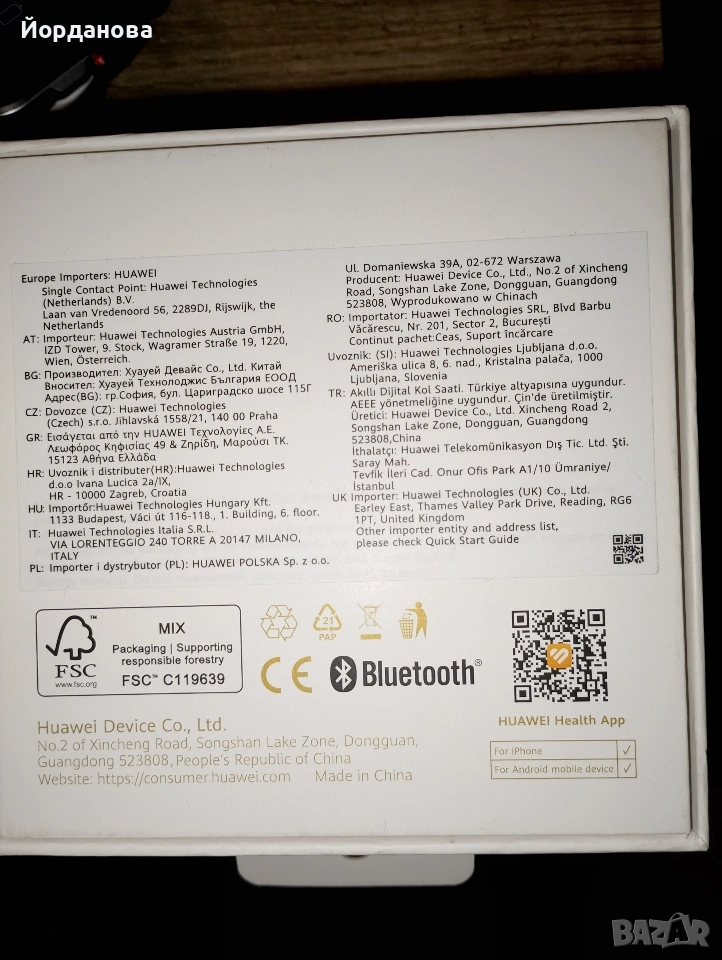 Йорданова
Europe Importers: HUAWEI
Single Contact Point: Huawei Technologies
(Netherlands) B.V.
Laan van Vredenoord 56, 2289DJ, Rijswijk, the
Netherlands
AT: Importeur: Huawei Technologies Austria GmbH,
IZD Tower, 9. Stock, Wagramer Straße 19, 1220,
Wien, Österreich.
BG: Производител: Хуауей Девайс Со., Ltd. Китай
Вносител: Хуауей Технолоджис България ЕООД
Адрес(BG): гр.София, бул. Цариградско шосе 115Г
CZ: Dovozce (CZ): Huawei Technologies
(Czech) s.r.o. Jihlavská 1558/21, 140 00 Praha
GR: Εισάγεται από την HUAWEI Τεχνολογίες Α.Ε.
Λεωφόρος Κηφισίας 49 & Ζηρίδη, Μαρούσι ΤΚ.
15123 Αθήνα Ελλάδα
HR: Uvoznik i distributer(HR):Huawei Technologies
d.o.o Ivana Lucica 2a/IX,
HR - 10000 Zagreb, Croatia
HU: Importőr:Huawei Technologies Hungary Kft.
1133 Budapest, Váci út 116-118., 1. Building, 6. floor.
IT: Huawei Technologies Italia S.R.L.
VIA LORENTEGGIO 240 TORRE A 20147 MILANO,
ITALY
PL: Importer i dystrybutor (PL): HUAWEI POLSKA Sp. z o.o.
Ul. Domaniewska 39A, 02-672 Warszawa
Producent: Huawei Device Co., Ltd., No.2 of Xincheng
Road, Songshan Lake Zone, Dongguan, Guangdong
523808, Wyprodukowano w Chinach
RO: Importator: Huawei Technologies SRL, Blvd Barbu
Văcărescu, Nr. 201, Sector 2, București
Continut pachet:Ceas, Suport încărcare
Uvoznik: (SI): Huawei Technologies Ljubljana d.o.o.
Ameriška ulica 8, 6. nad., Kristalna palača, 1000
Ljubljana, Slovenia
TR: Akıllı Dijital Kol Saati. Türkiye altyapısına uygundur.
AEEE yönetmeliğine uygundur. Çin'de üretilmiştir.
Üretici: Huawei Device Co., Ltd. Xincheng Road 2,
Songshan Lake Zone, Dongguan, Guangdong
523808,China
İthalatçı: Huawei Telekomünikasyon Dış Tic. Ltd. Şti.
Saray Mah.
Tevfik İleri Cad. Onur Ofis Park A1/10 Ümraniye/
İstanbul
UK Importer: Huawei Technologies (UK) Co., Ltd.
Earley East, Thames Valley Park Drive, Reading, RG6
1PT, United Kingdom
Other importer entity and address list,
please check Quick Start Guide
FSC
www.fsc.org
MIX
Packaging | Supporting
responsible forestry
FSC™ C119639
21
PAP
CE
Bluetooth®
HUAWEI Health App
For iPhone ✓
For Android mobile device ✓
Huawei Device Co., Ltd.
No.2 of Xincheng Road, Songshan Lake Zone, Dongguan,
Guangdong 523808, People's Republic of China
Website: https://consumer.huawei.com Made in China
BAZAR